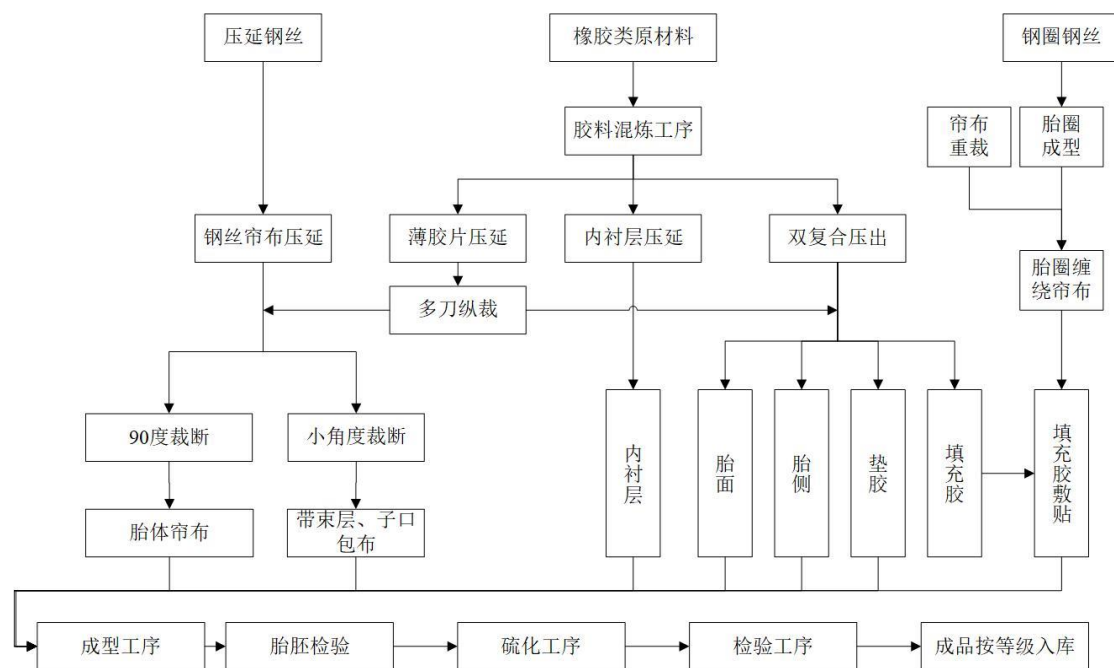 压延钢丝
橡胶类原材料
钢圈钢丝
胶料混炼工序
帘布
重裁
胎圈
成型
钢丝帘布压延
薄胶片压延
内衬层压延
双复合压出
胎圈缠
绕帘布
多刀纵裁
90度裁断
小角度裁断
内衬层
胎面
胎侧
垫胶
填充胶
填充胶敷贴
胎体帘布
带束层、子口
包布
成型工序
胎胚检验
硫化工序
检验工序
成品按等级入库